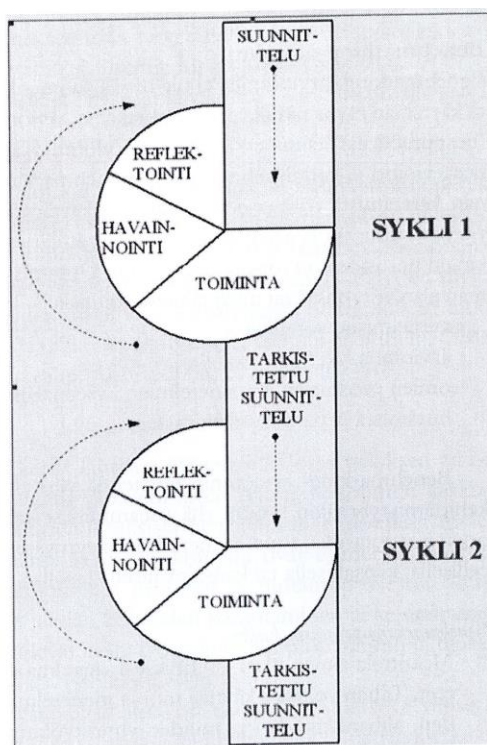 SUUNNIT-
TELU
REFLEK-
TOINTI
HAVAIN-
NOINTI
SYKLI 1
TOIMINTA
TARKIS-
TETTU
SUUNNIT-
TELU
REFLEK-
TOINTI
HAVAIN-
NOINTI
SYKLI 2
TOIMINTA
TARKIS-
TETTU
SUUNNIT-
TELU